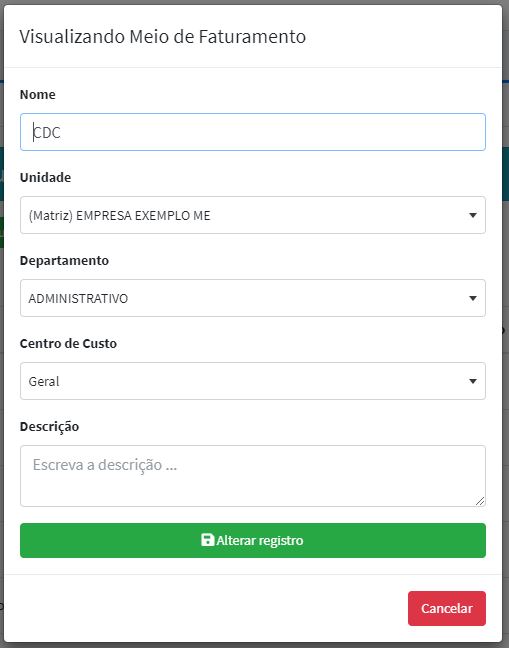 Visualizando Meio de Faturamento
Nome
CDC
Unidade
(Matriz) EMPRESA EXEMPLO ME
Departamento
ADMINISTRATIVO
Centro de Custo
Geral
Descrição
Escreva a descrição ...
Alterar registro
Cancelar